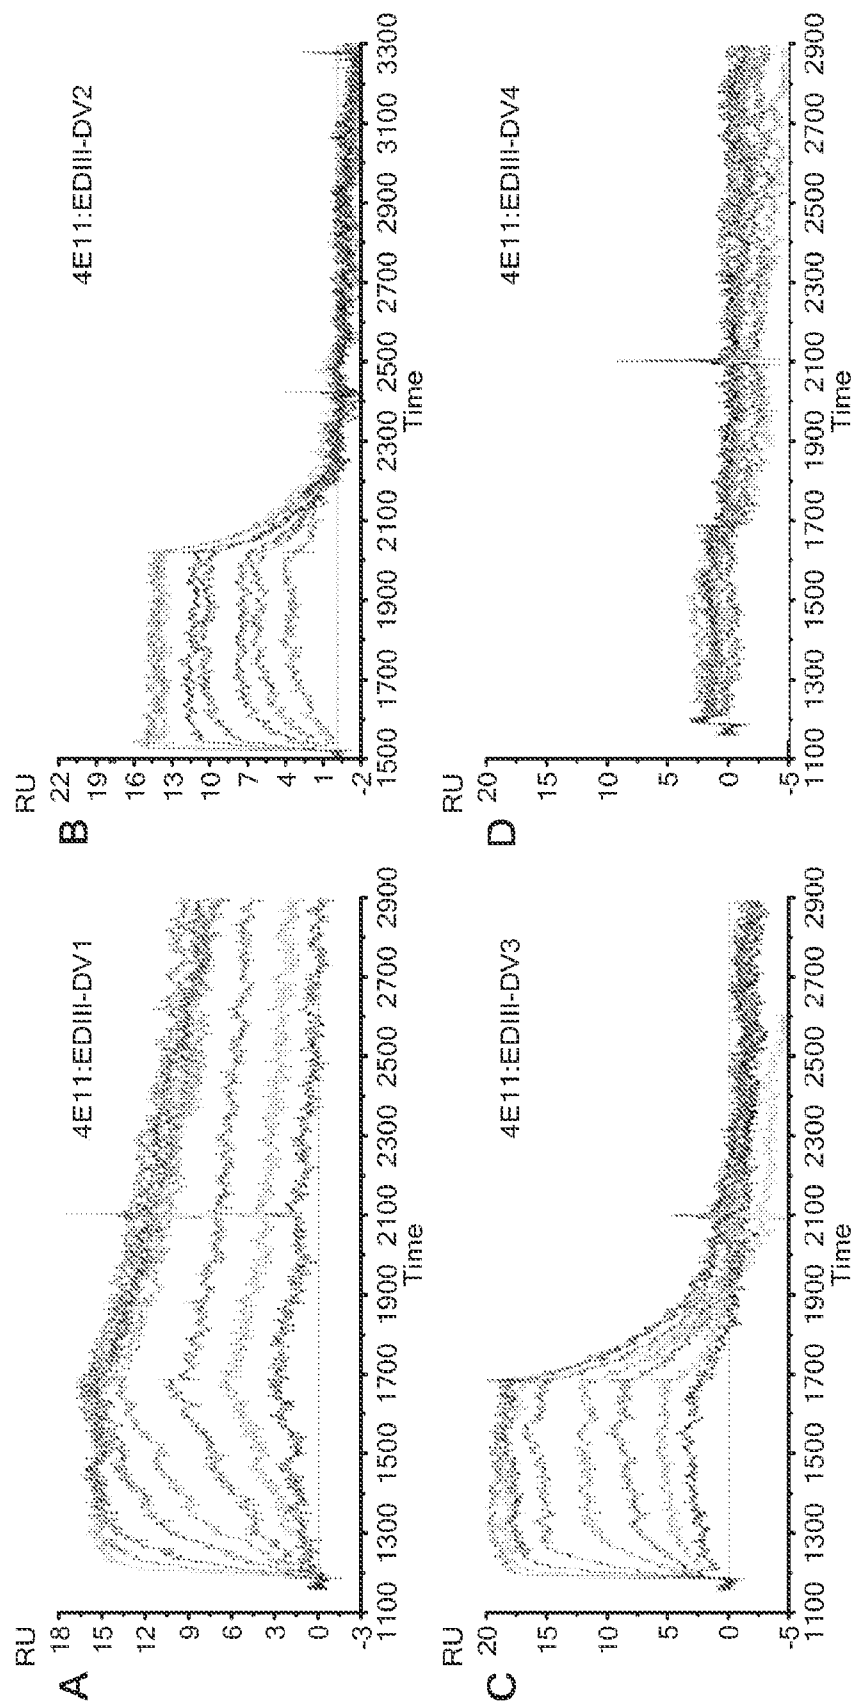 A
RU
4E11:EDIII-DV1
18
15
12
9
6
3
0
-3
1100 1300 1500 1700 1900 2100 2300 2500 2700 2900
Time
B
RU
4E11:EDIII-DV2
22
19
16
13
10
7
4
1
-2
1500 1700 1900 2100 2300 2500 2700 2900 3100 3300
Time
C
RU
4E11:EDIII-DV3
20
15
10
5
0
-5
1100 1300 1500 1700 1900 2100 2300 2500 2700 2900
Time
D
RU
4E11:EDIII-DV4
20
15
10
5
0
-5
1100 1300 1500 1700 1900 2100 2300 2500 2700 2900
Time